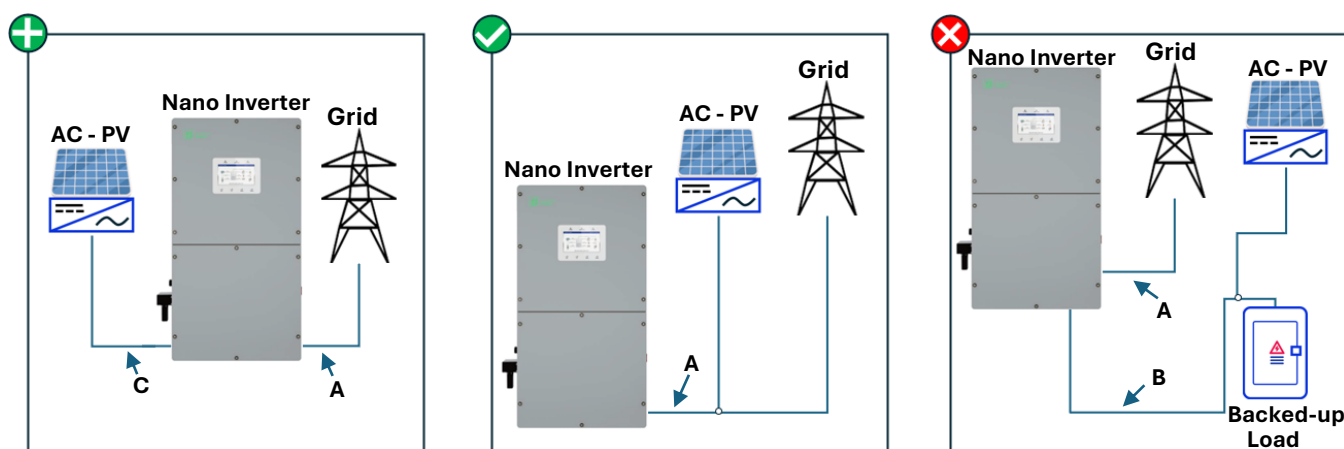 Nano Inverter
Grid
AC - PV
C
A
Grid
AC - PV
Nano Inverter
A
Nano Inverter
Grid
AC - PV
A
B
Backed-up
Load